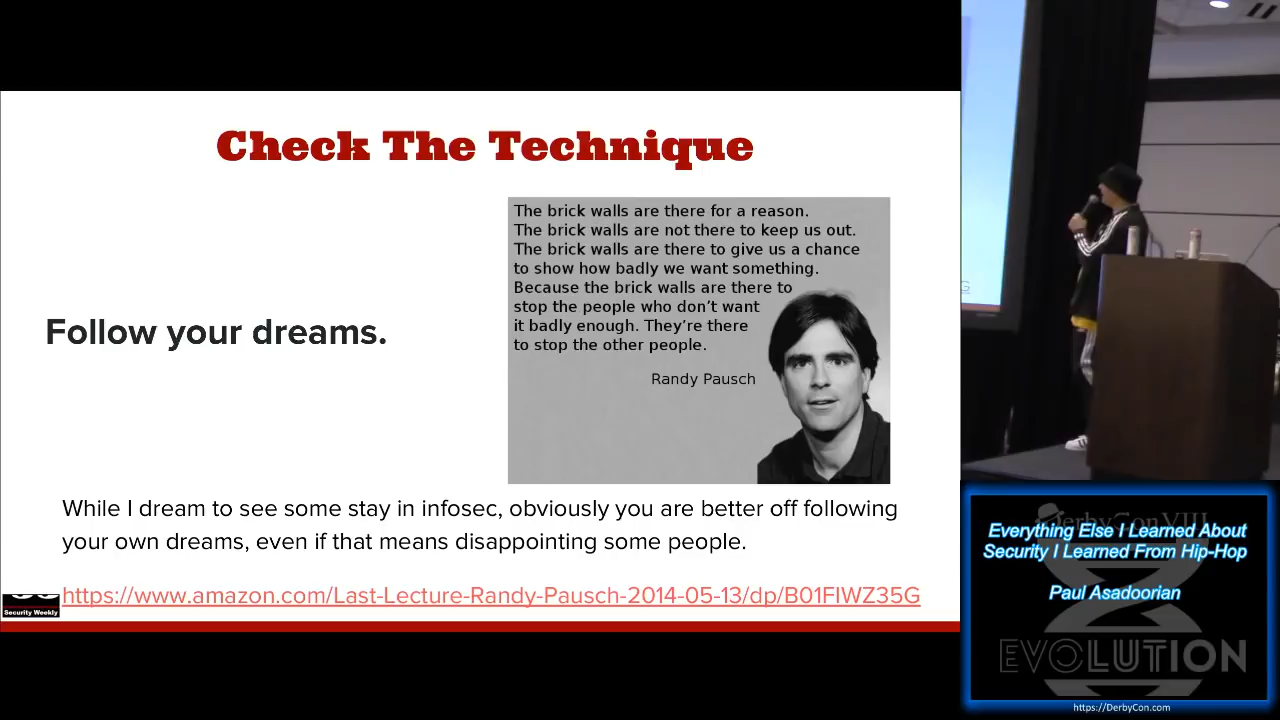 Check The Technique
The brick walls are there for a reason.
The brick walls are not there to keep us out.
The brick walls are there to give us a chance
to show how badly we want something.
Because the brick walls are there to
stop the people who don't want
it badly enough. They're there
to stop the other people.
Randy Pausch
Follow your dreams.
While I dream to see some stay in infosec, obviously you are better off following
your own dreams, even if that means disappointing some people.
https://www.amazon.com/Last-Lecture-Randy-Pausch-2014-05-13/dp/B01FIWZ35G
Security Weekly
DerbyCon VIII
Everything Else I Learned About
Security I Learned From Hip-Hop
Paul Asadoorian
EVOLUTION
https://DerbyCon.com